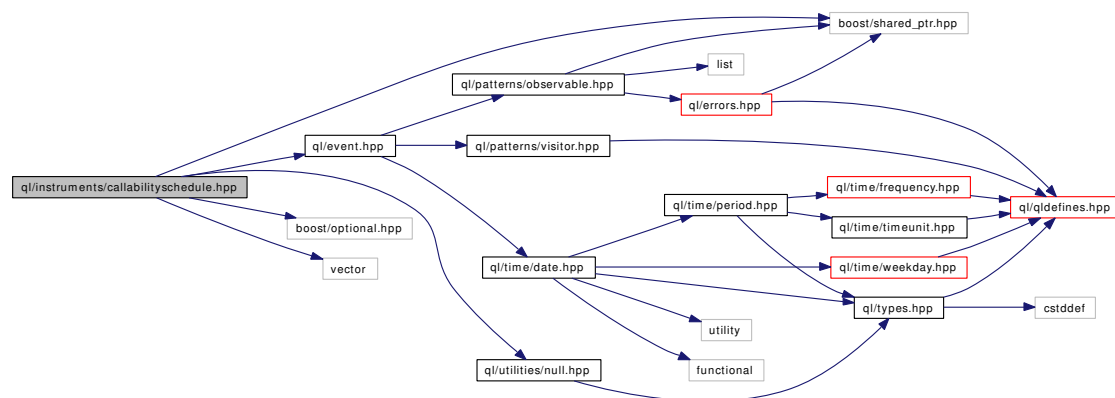 boost/shared_ptr.hpp
list
ql/patterns/observable.hpp
ql/errors.hpp
ql/event.hpp
ql/patterns/visitor.hpp
ql/instruments/callabilityschedule.hpp
ql/time/frequency.hpp
ql/time/period.hpp
ql/qldefines.hpp
boost/optional.hpp
ql/time/timeunit.hpp
vector
ql/time/date.hpp
ql/time/weekday.hpp
ql/types.hpp
cstddef
utility
ql/utilities/null.hpp
functional